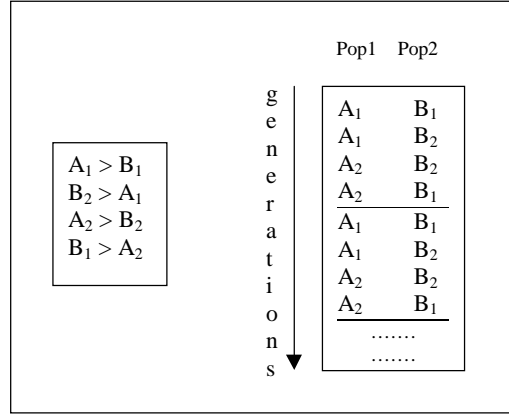 Pop1 Pop2
A₁ > B₁
B₂ > A₁
A₂ > B₂
B₁ > A₂
g
e
n
e
r
a
t
i
o
n
s
A₁ B₁
A₁ B₂
A₂ B₂
A₂ B₁
A₁ B₁
A₁ B₂
A₂ B₂
A₂ B₁
.......
.......